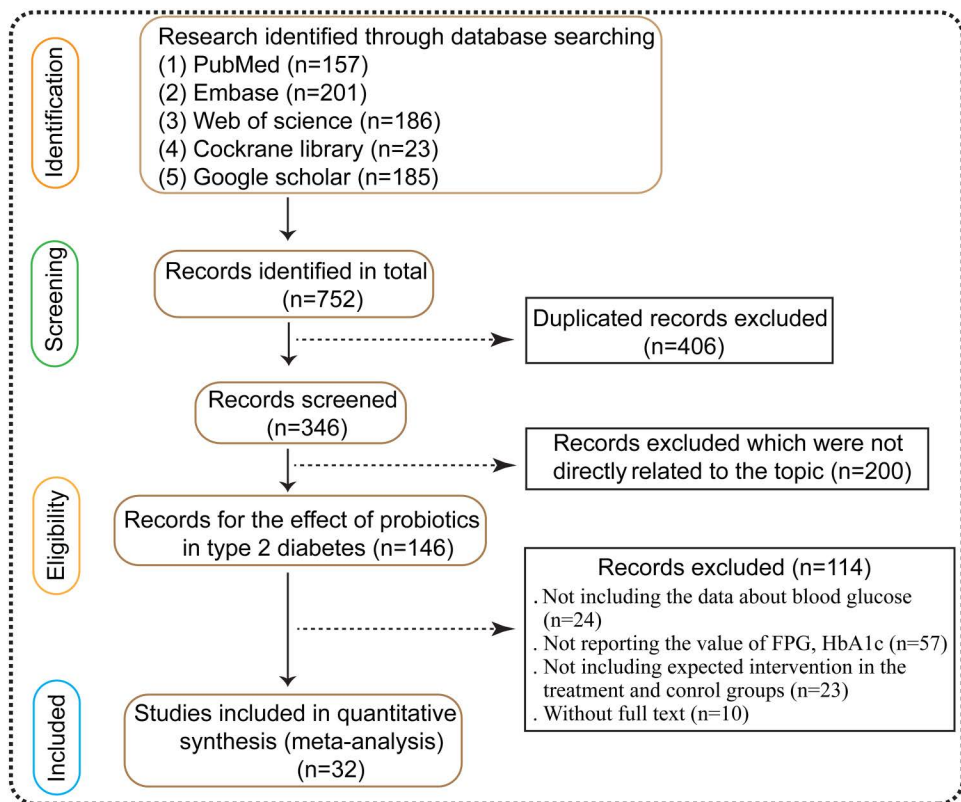 Identification
Research identified through database searching
(1) PubMed (n=157)
(2) Embase (n=201)
(3) Web of science (n=186)
(4) Cockrane library (n=23)
(5) Google scholar (n=185)
Screening
Records identified in total
(n=752)
Duplicated records excluded
(n=406)
Records screened
(n=346)
Records excluded which were not
directly related to the topic (n=200)
Eligibility
Records for the effect of probiotics
in type 2 diabetes (n=146)
Records excluded (n=114)
. Not including the data about blood glucose
(n=24)
. Not reporting the value of FPG, HbA1c (n=57)
. Not including expected intervention in the
treatment and conrol groups (n=23)
. Without full text (n=10)
Included
Studies included in quantitative
synthesis (meta-analysis)
(n=32)